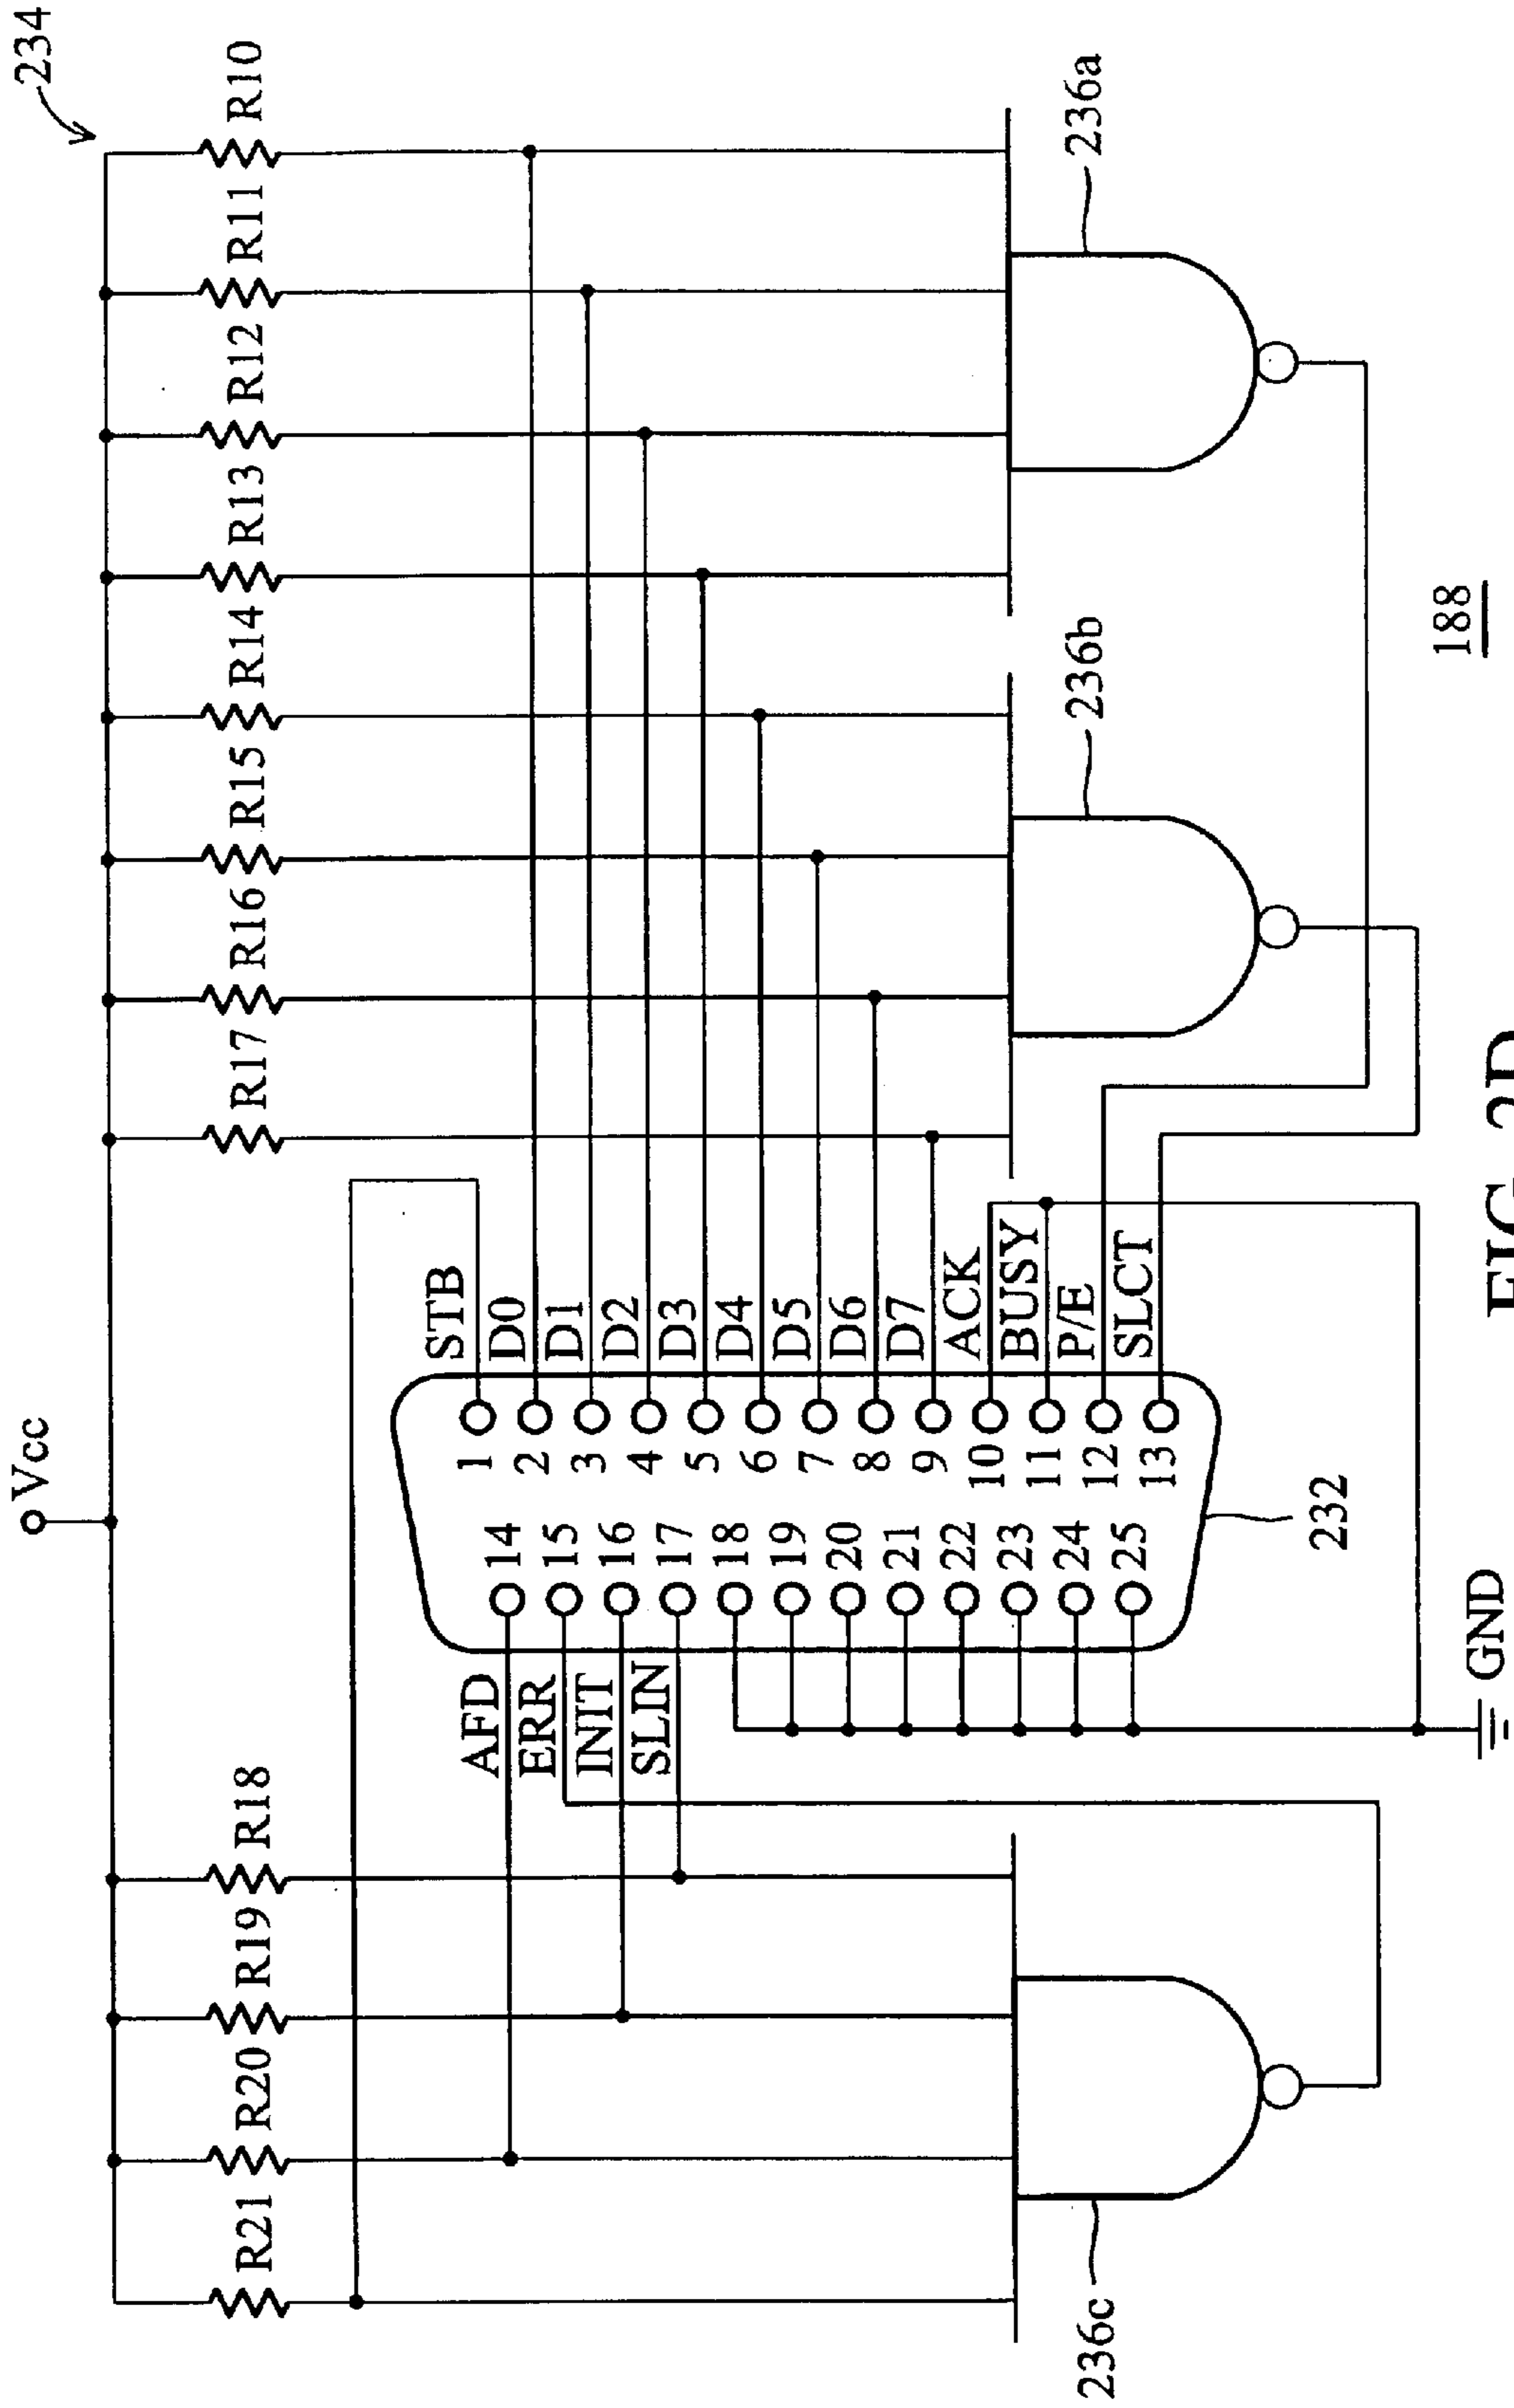 234
Vcc
R21
R20
R19
R18
R17
R16
R15
R14
R13
R12
R11
R10
AFD
ERR
INIT
SLIN
14
15
16
17
18
19
20
21
22
23
24
25
1
2
3
4
5
6
7
8
9
10
11
12
13
STB
D0
D1
D2
D3
D4
D5
D6
D7
ACK
BUSY
P/E
SLCT
236c
232
236b
236a
GND
188